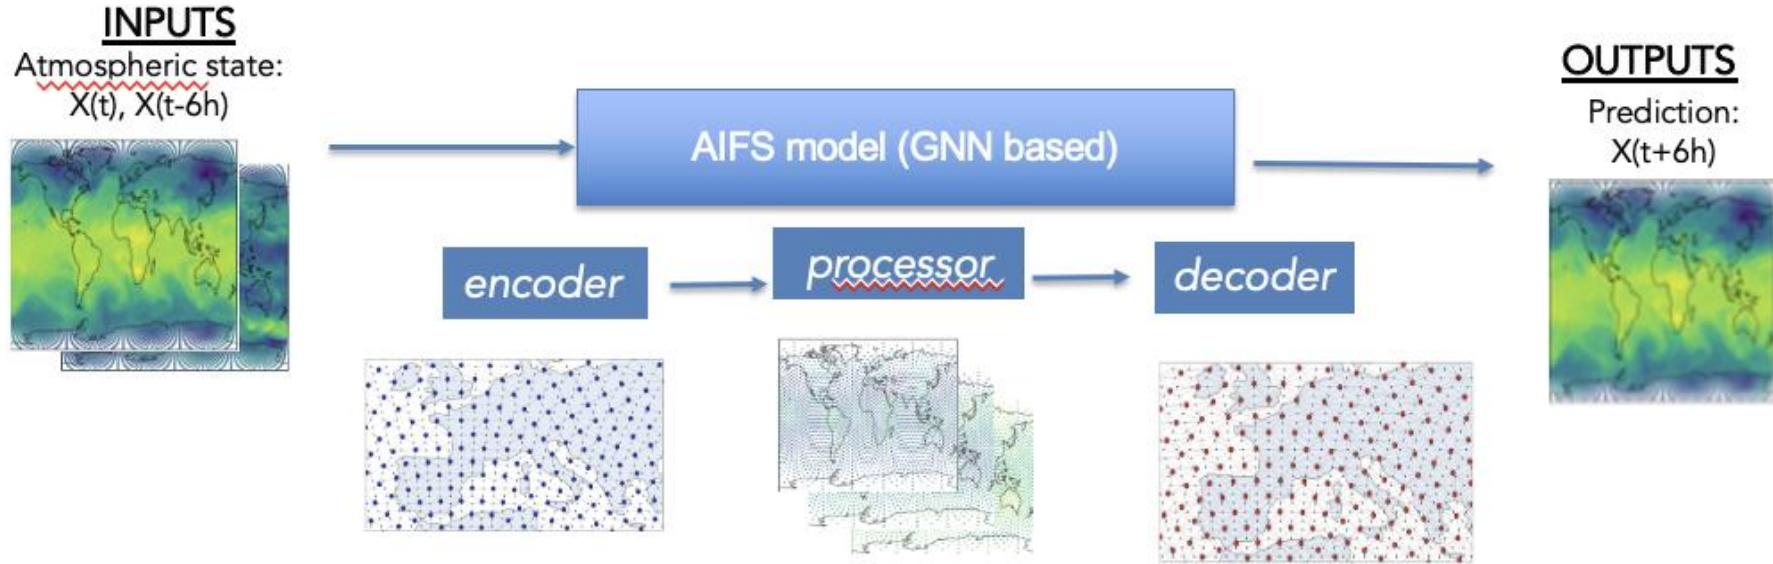 INPUTS
Atmospheric state:
X(t), X(t-6h)
AIFS model (GNN based)
encoder
processor
decoder
OUTPUTS
Prediction:
X(t+6h)